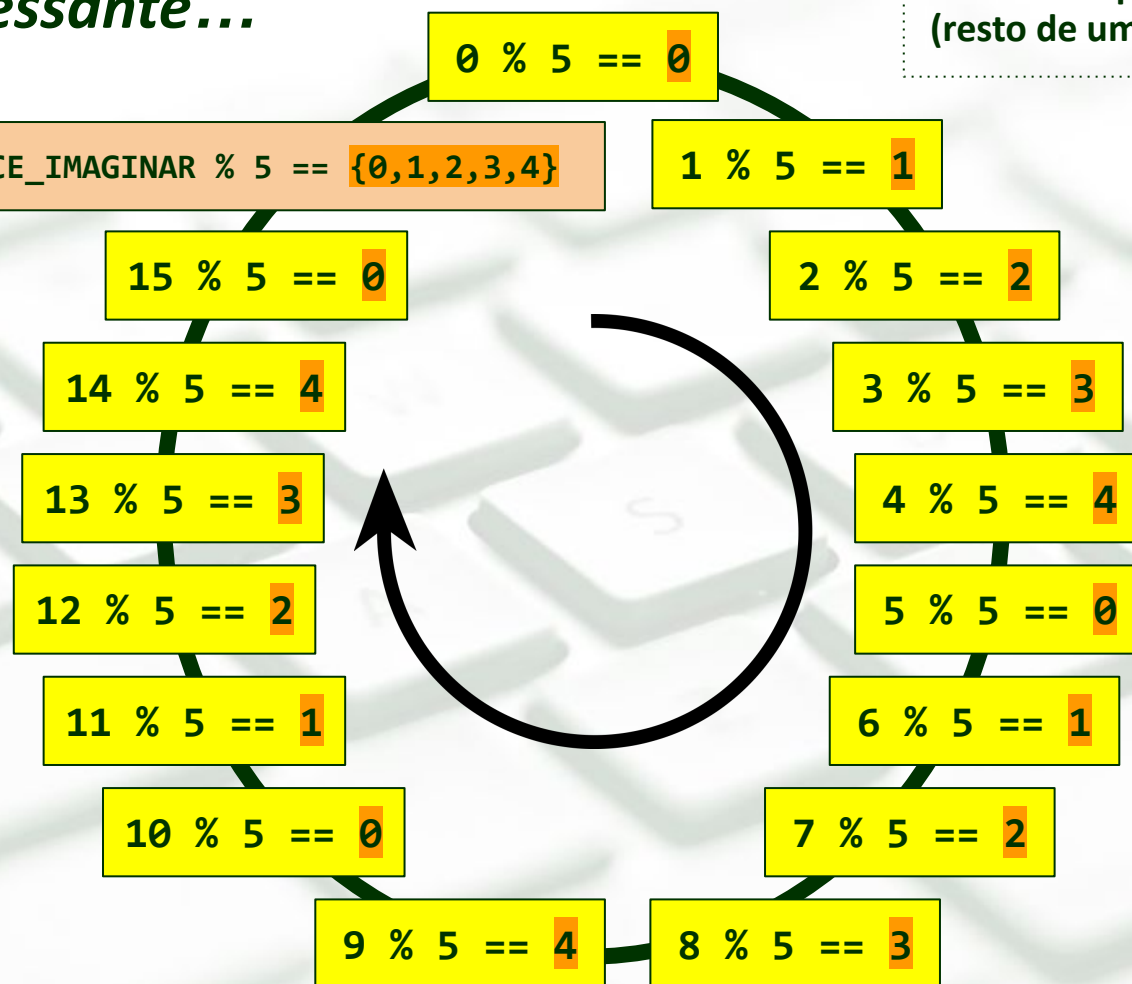 essante...
(resto de um
0 % 5 == 0
CE_IMAGINAR % 5 == {0,1,2,3,4}
1 % 5 == 1
15 % 5 == 0
2 % 5 == 2
14 % 5 == 4
3 % 5 == 3
13 % 5 == 3
4 % 5 == 4
12 % 5 == 2
5 % 5 == 0
11 % 5 == 1
6 % 5 == 1
10 % 5 == 0
7 % 5 == 2
9 % 5 == 4
8 % 5 == 3
S